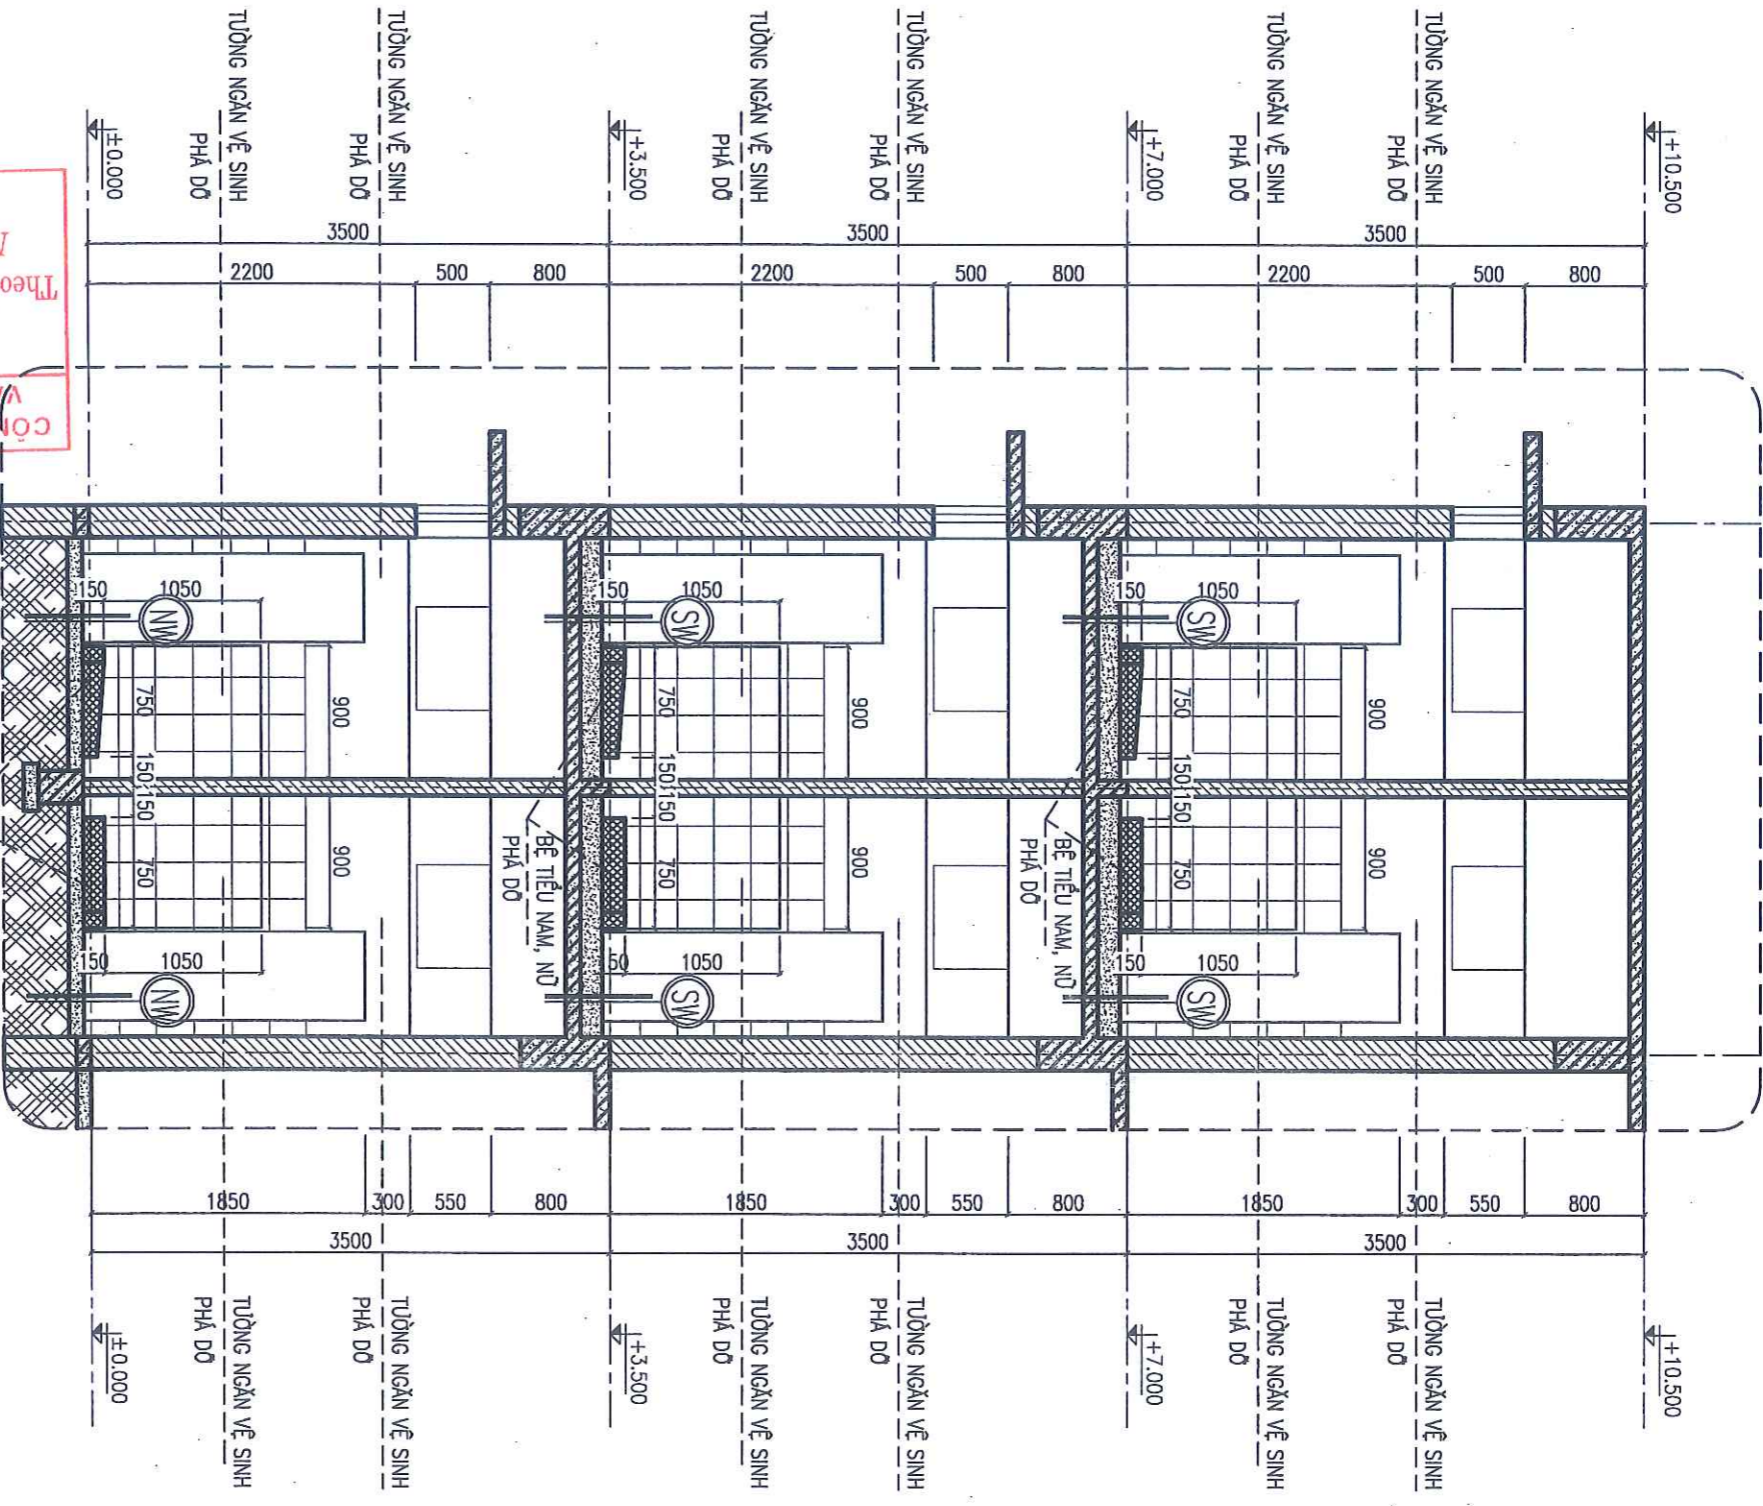 +10.500
TƯỜNG NGĂN VỆ SINH
PHÁ DỠ
TƯỜNG NGĂN VỆ SINH
PHÁ DỠ
+7.000
TƯỜNG NGĂN VỆ SINH
PHÁ DỠ
TƯỜNG NGĂN VỆ SINH
PHÁ DỠ
+3.500
TƯỜNG NGĂN VỆ SINH
PHÁ DỠ
TƯỜNG NGĂN VỆ SINH
PHÁ DỠ
±0.000
3500
3500
3500
2200
500
800
2200
500
800
2200
500
800
150
1050
150
1050
150
1050
NW
SW
SW
750
900
750
900
750
900
150
150
150
150
150
150
750
900
750
900
750
900
BỆ TIỂU NAM, NỮ
PHÁ DỠ
BỆ TIỂU NAM, NỮ
PHÁ DỠ
150
1050
50
1050
150
1050
NW
SW
SW
1850
300
550
800
1850
300
550
800
1850
300
550
800
3500
3500
3500
+10.500
TƯỜNG NGĂN VỆ SINH
PHÁ DỠ
TƯỜNG NGĂN VỆ SINH
PHÁ DỠ
+7.000
TƯỜNG NGĂN VỆ SINH
PHÁ DỠ
TƯỜNG NGĂN VỆ SINH
PHÁ DỠ
+3.500
TƯỜNG NGĂN VỆ SINH
PHÁ DỠ
TƯỜNG NGĂN VỆ SINH
PHÁ DỠ
±0.000
Theo